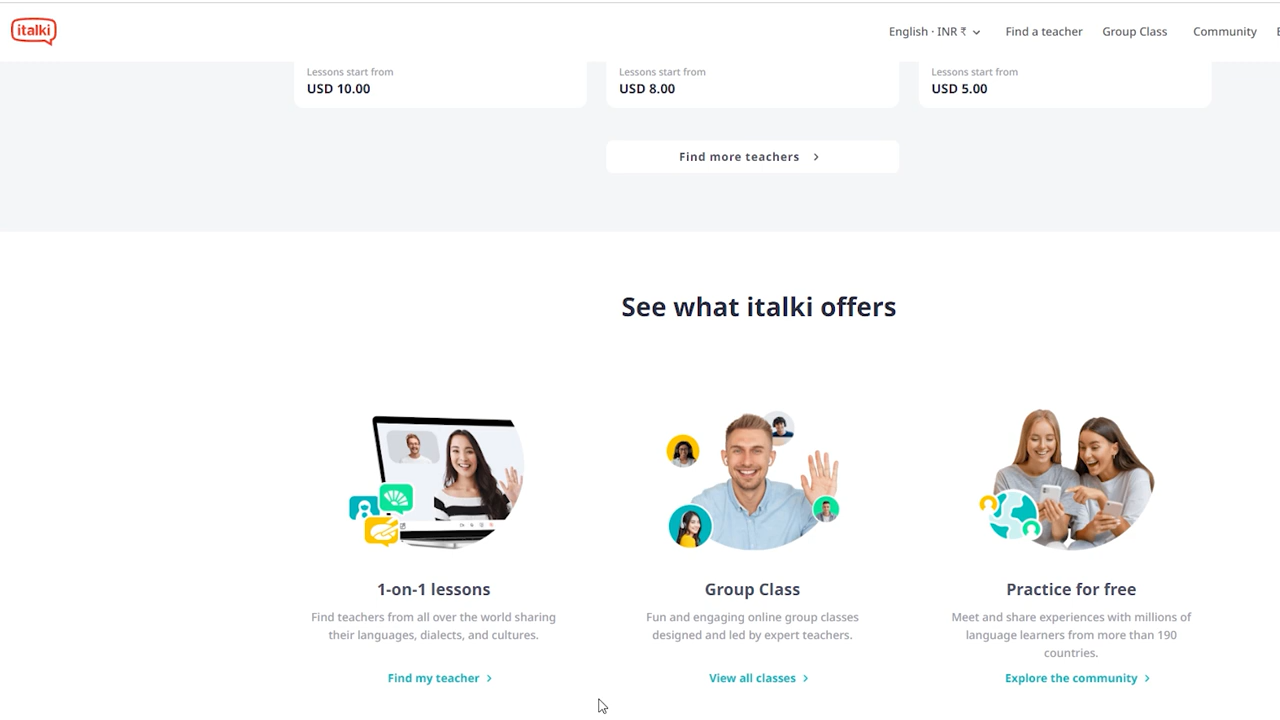 italki
English · INR ₹
Find a teacher
Group Class
Community
Lessons start from
USD 10.00
Lessons start from
USD 8.00
Lessons start from
USD 5.00
Find more teachers
See what italki offers
1-on-1 lessons
Find teachers from all over the world sharing
their languages, dialects, and cultures.
Find my teacher
Group Class
Fun and engaging online group classes
designed and led by expert teachers.
View all classes
Practice for free
Meet and share experiences with millions of
language learners from more than 190
countries.
Explore the community